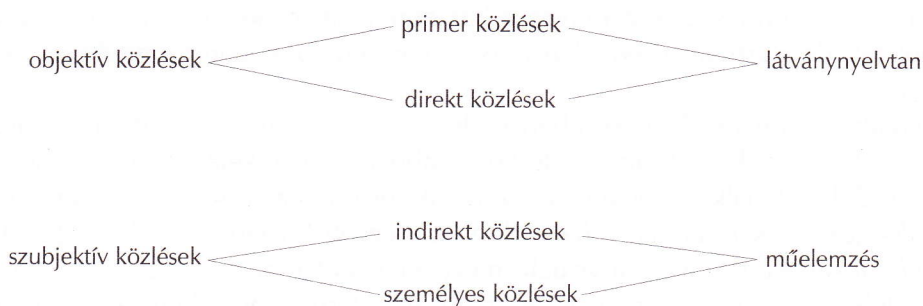 primer közlések
objektív közlések
látványnyelvtan
direkt közlések
indirekt közlések
szubjektív közlések
műelemzés
személyes közlések